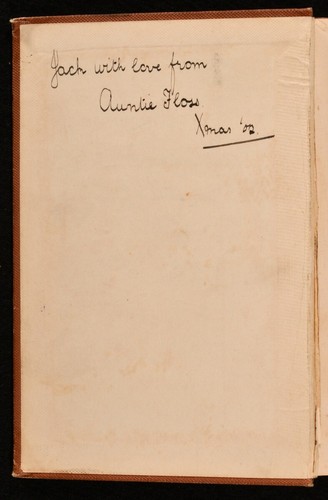 Jack with love from
Auntie Floss
Xmas '02.